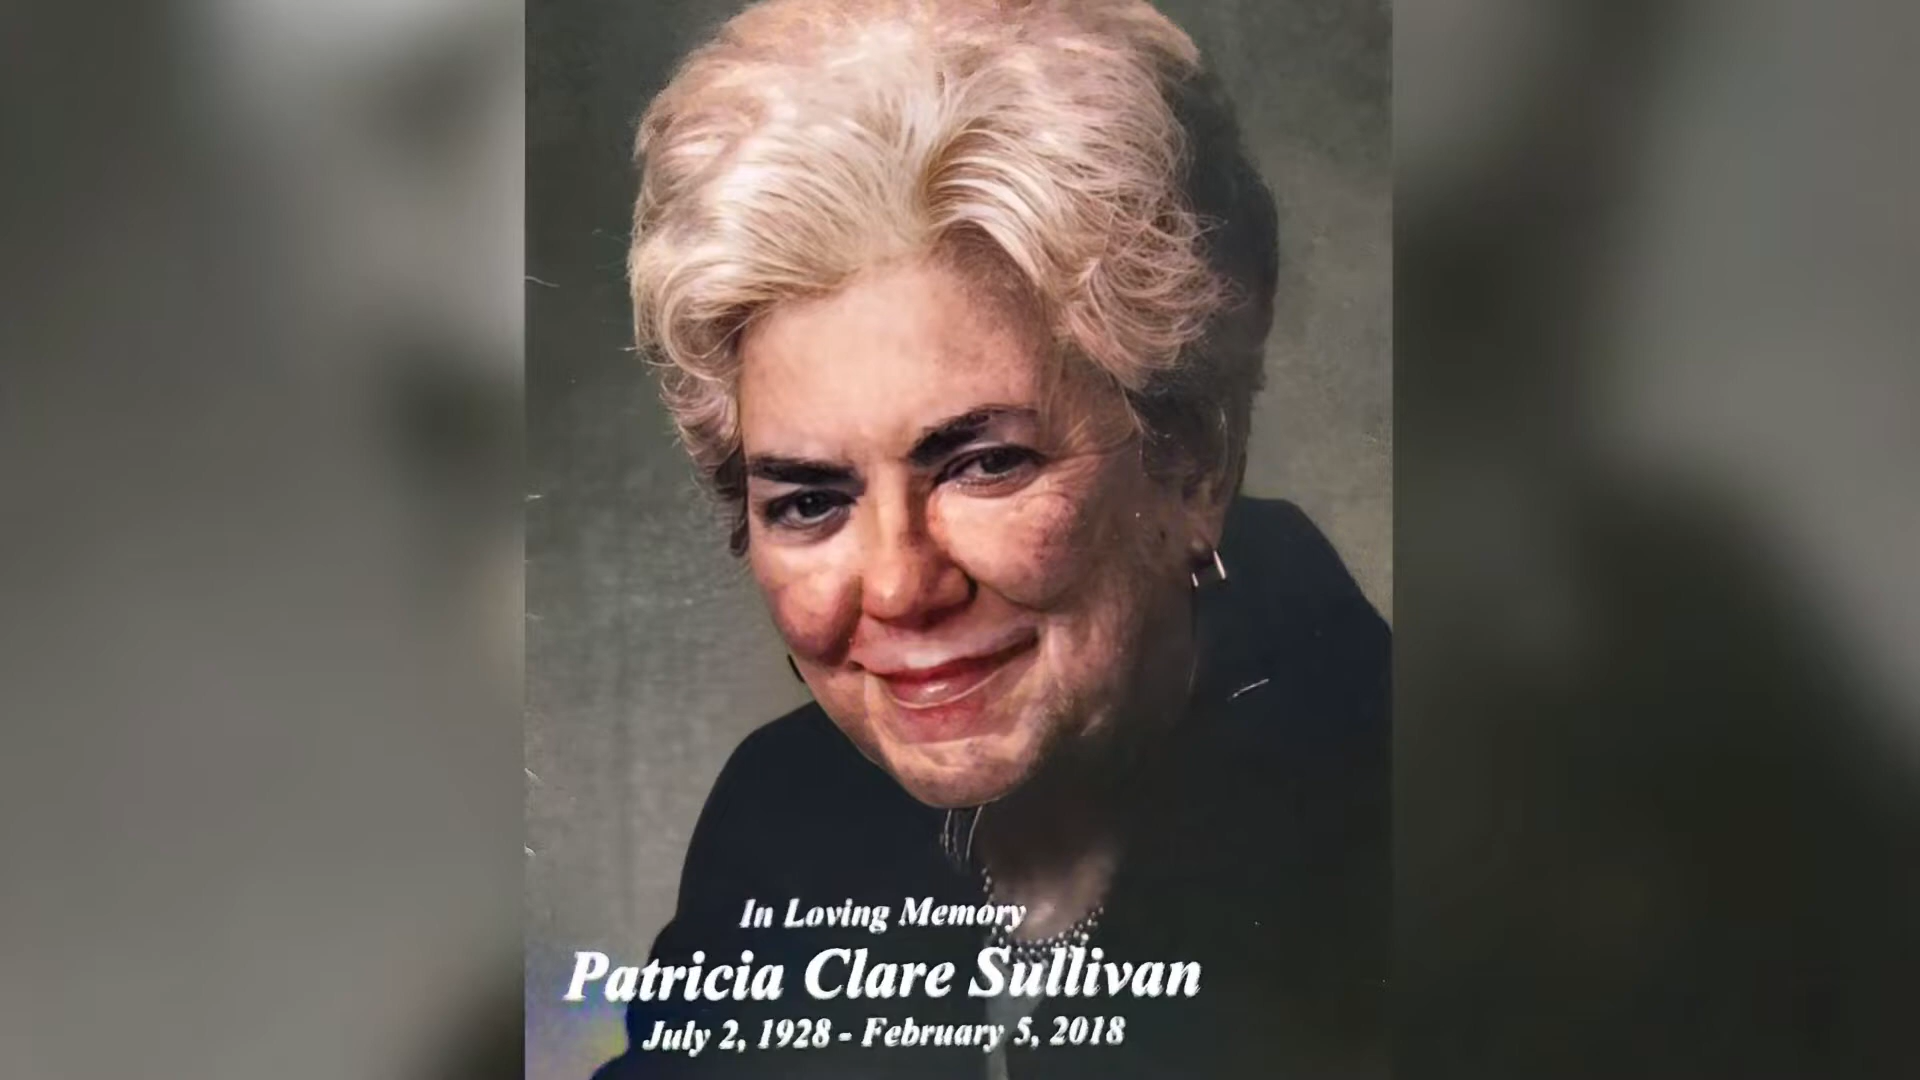 In Loving Memory
Patricia Clare Sullivan
July 2, 1928 - February 5, 2018